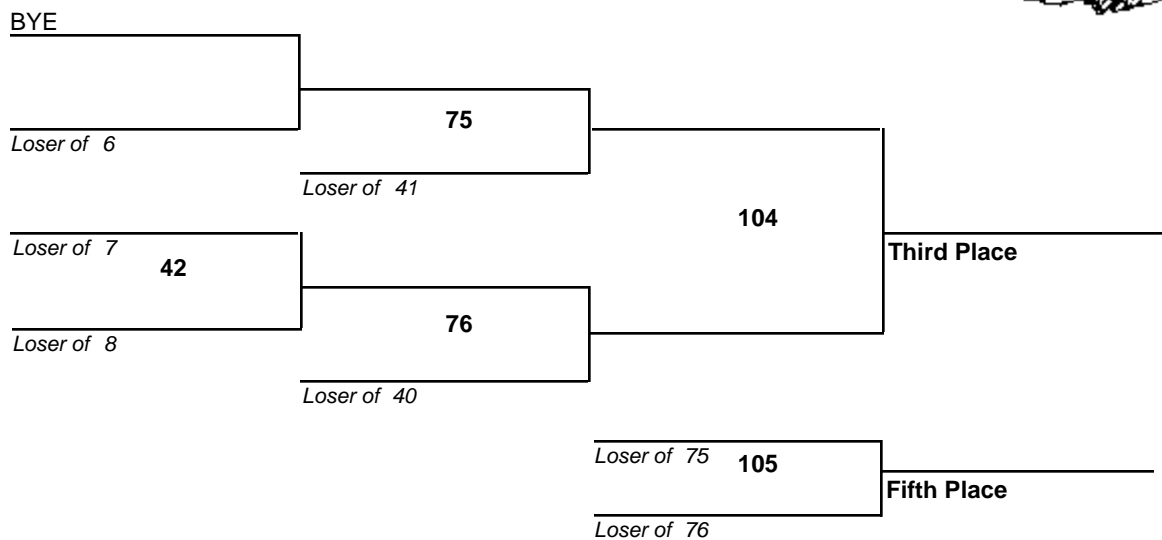 BYE
Loser of 6
75
Loser of 41
104
Loser of 7
42
Third Place
Loser of 8
76
Loser of 40
Loser of 75
105
Fifth Place
Loser of 76